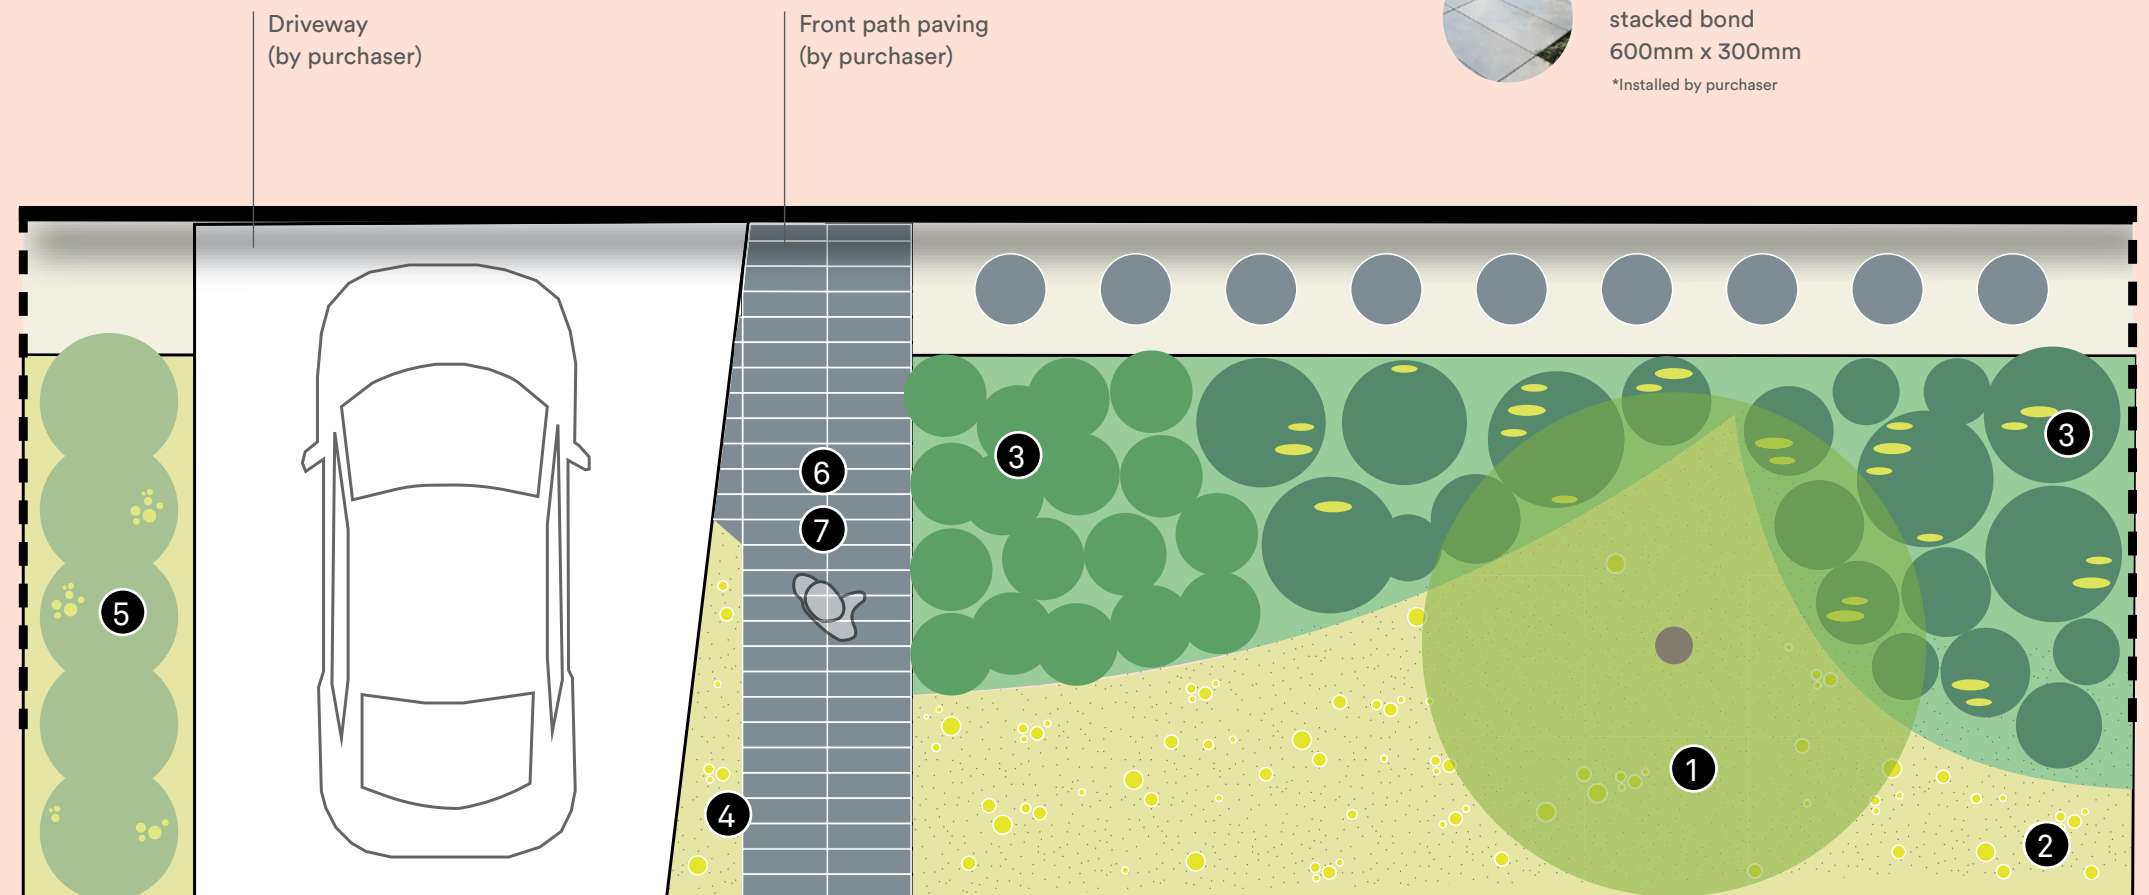 Driveway
(by purchaser)
Front path paving
(by purchaser)
stacked bond
600mm x 300mm
*Installed by purchaser
3
3
6
7
5
1
4
2